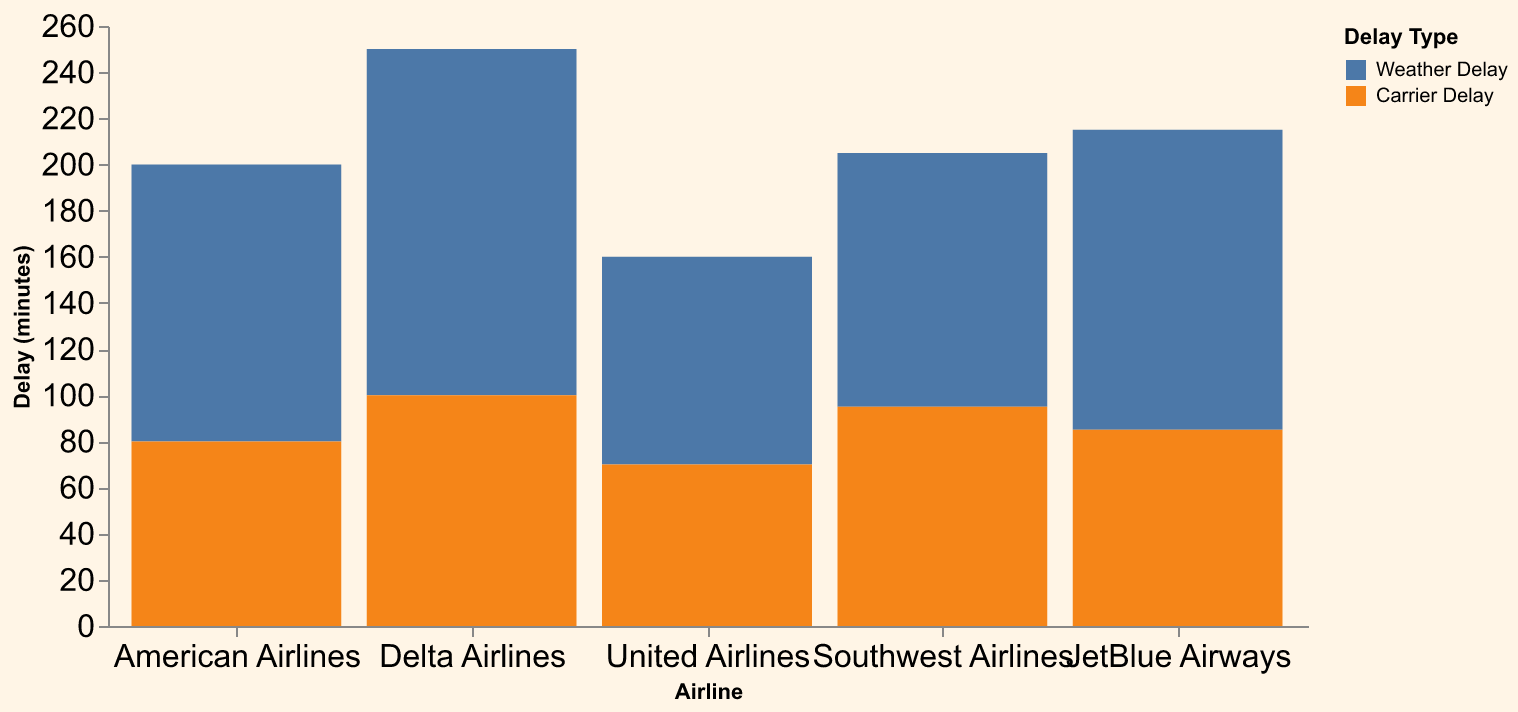 260
240
220
200
180
160
140
120
100
80
60
40
20
0
Delay (minutes)
American Airlines
Delta Airlines
United Airlines
Southwest Airlines
JetBlue Airways
Airline
Delay Type
Weather Delay
Carrier Delay